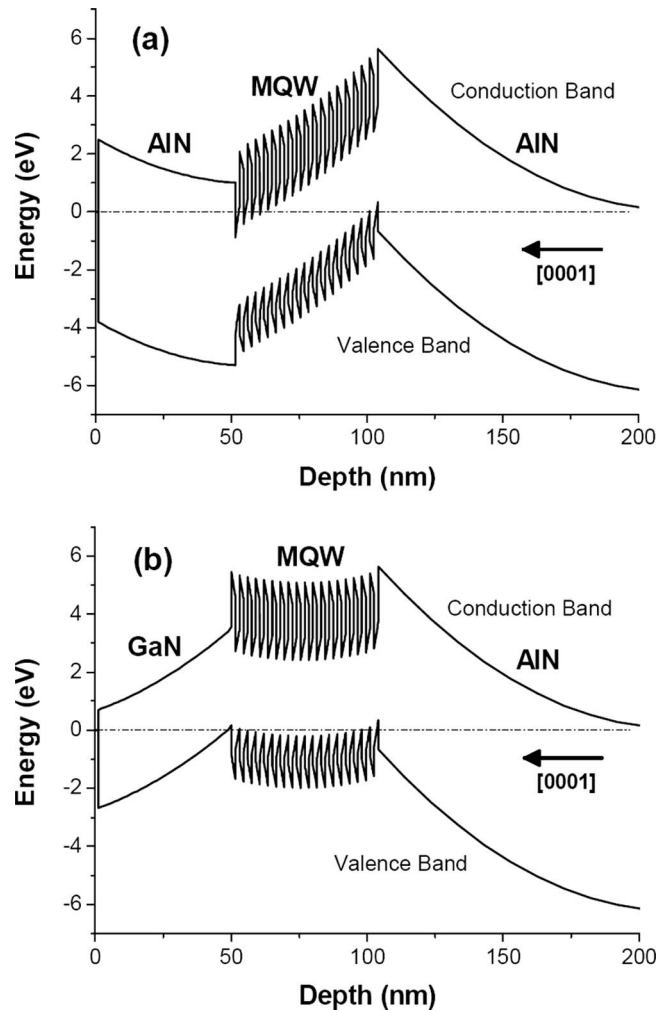 (a)
MQW
Conduction Band
AlN
AlN
6
4
2
0
-2
-4
-6
Energy (eV)
[0001]
Valence Band
0
50
100
150
200
Depth (nm)
(b)
MQW
Conduction Band
GaN
AlN
6
4
2
0
-2
-4
-6
Energy (eV)
[0001]
Valence Band
0
50
100
150
200
Depth (nm)